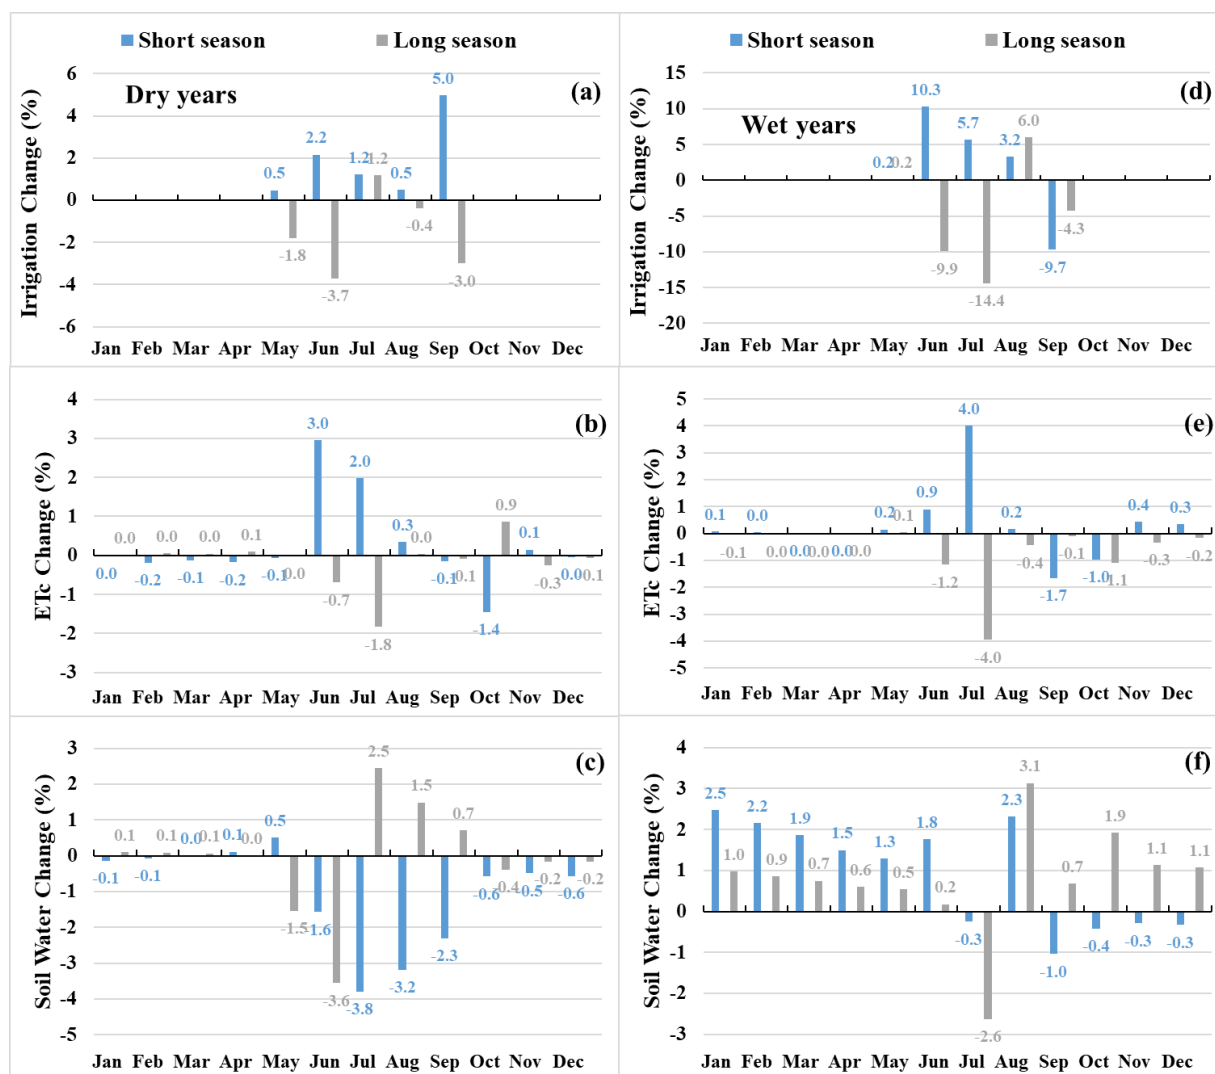 Short season Long season
(a)
Dry years
Irrigation Change (%)
6
4
2
0
-2
-4
-6
0.5 2.2 1.2 0.5 5.0
-1.8 -3.7 1.2 -0.4 -3.0
Jan Feb Mar Apr May Jun Jul Aug Sep Oct Nov Dec
Short season Long season
(d)
Wet years
Irrigation Change (%)
15
10
5
0
-5
-10
-15
-20
0.2 10.3 5.7 3.2 -9.7
0.2 -9.9 -14.4 6.0 -4.3
Jan Feb Mar Apr May Jun Jul Aug Sep Oct Nov Dec
(b)
ETc Change (%)
4
3
2
1
0
-1
-2
-3
0.0 -0.2 -0.1 -0.2 -0.1 3.0 2.0 0.3 -0.1 -1.4 0.1 0.0
0.0 0.0 0.0 0.1 0.0 -0.7 -1.8 0.0 -0.1 0.9 -0.3 -0.1
Jan Feb Mar Apr May Jun Jul Aug Sep Oct Nov Dec
(e)
ETc Change (%)
5
4
3
2
1
0
-1
-2
-3
-4
-5
0.1 0.0 0.0 0.0 0.2 0.9 4.0 0.2 -1.7 -1.0 0.4 0.3
-0.1 0.0 0.0 0.0 0.1 -1.2 -4.0 -0.4 -0.1 -1.1 -0.3 -0.2
Jan Feb Mar Apr May Jun Jul Aug Sep Oct Nov Dec
(c)
Soil Water Change (%)
3
2
1
0
-1
-2
-3
-4
-5
-0.1 -0.1 0.0 0.1 0.5 -1.6 -3.8 -3.2 -2.3 -0.6 -0.5 -0.6
0.1 0.1 0.1 0.0 -1.5 -3.6 2.5 1.5 0.7 -0.4 -0.2 -0.2
Jan Feb Mar Apr May Jun Jul Aug Sep Oct Nov Dec
(f)
Soil Water Change (%)
4
3
2
1
0
-1
-2
-3
2.5 2.2 1.9 1.5 1.3 1.8 -0.3 2.3 -1.0 -0.4 -0.3 -0.3
1.0 0.9 0.7 0.6 0.5 0.2 -2.6 3.1 0.7 1.9 1.1 1.1
Jan Feb Mar Apr May Jun Jul Aug Sep Oct Nov Dec